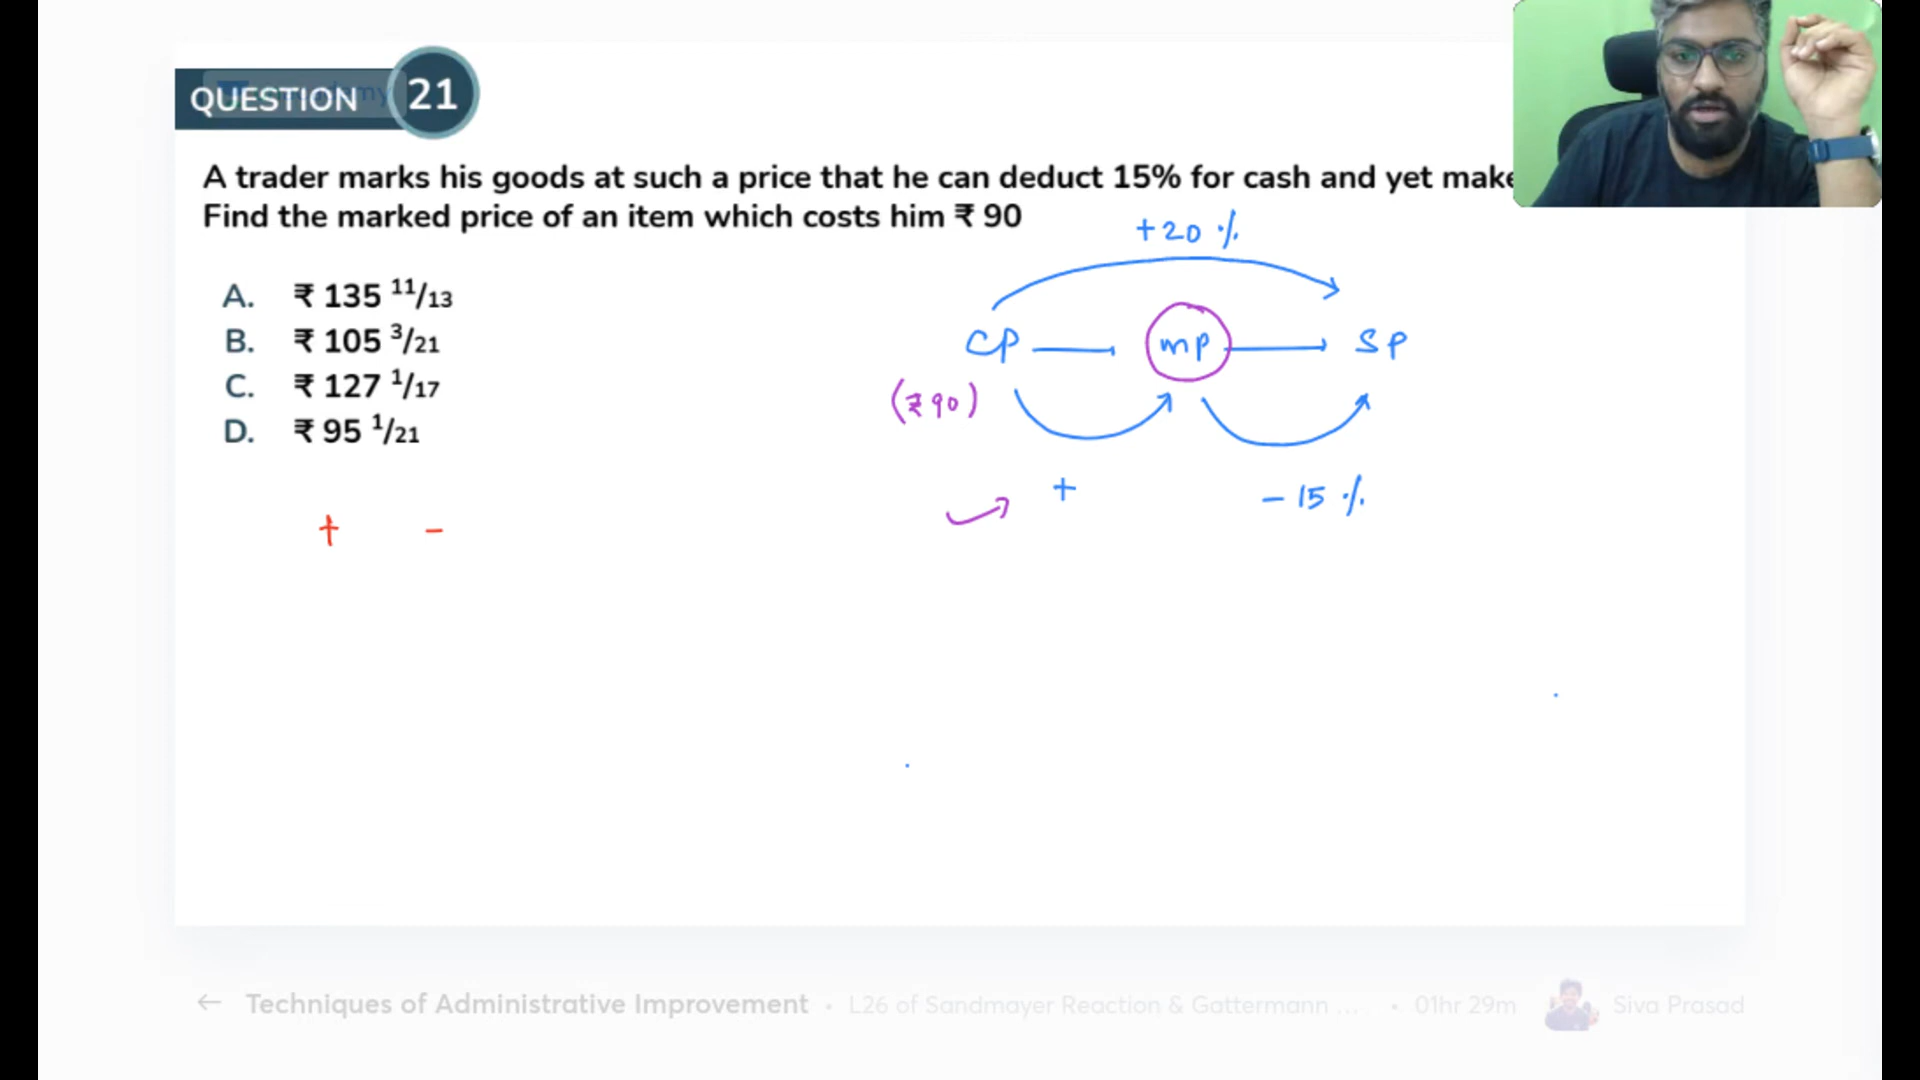 QUESTION 21
A trader marks his goods at such a price that he can deduct 15% for cash and yet make
Find the marked price of an item which costs him ₹ 90
+20 %
A. ₹ 135 11/13
B. ₹ 105 3/21
C. ₹ 127 1/17
D. ₹ 95 1/21
CP mp SP
(₹90)
+ - 15 %
+ -
← Techniques of Administrative Improvement • L26 of Sandmayer Reaction & Gattermann ... • 01hr 29m Siva Prasad